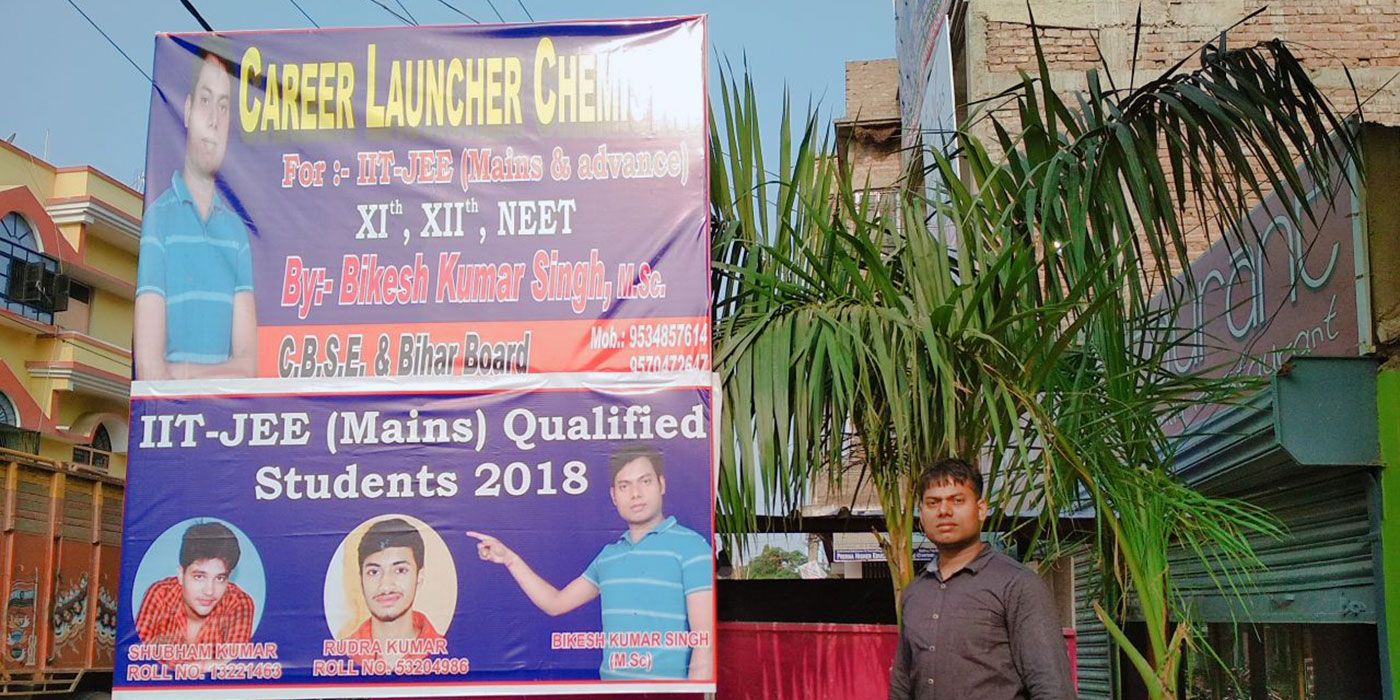 CAREER LAUNCHER
For :- IIT-JEE (Mains & advance)
XIth, XIIth, NEET
By:- Bikesh Kumar Singh, M.Sc.
C.B.S.E. & Bihar Board
Mob.: 9534857614
9570472647
IIT-JEE (Mains) Qualified
Students 2018
SHUBHAM KUMAR
ROLL NO. 13221463
RUDRA KUMAR
ROLL NO. 53204986
BIKESH KUMAR SINGH
(M.Sc)